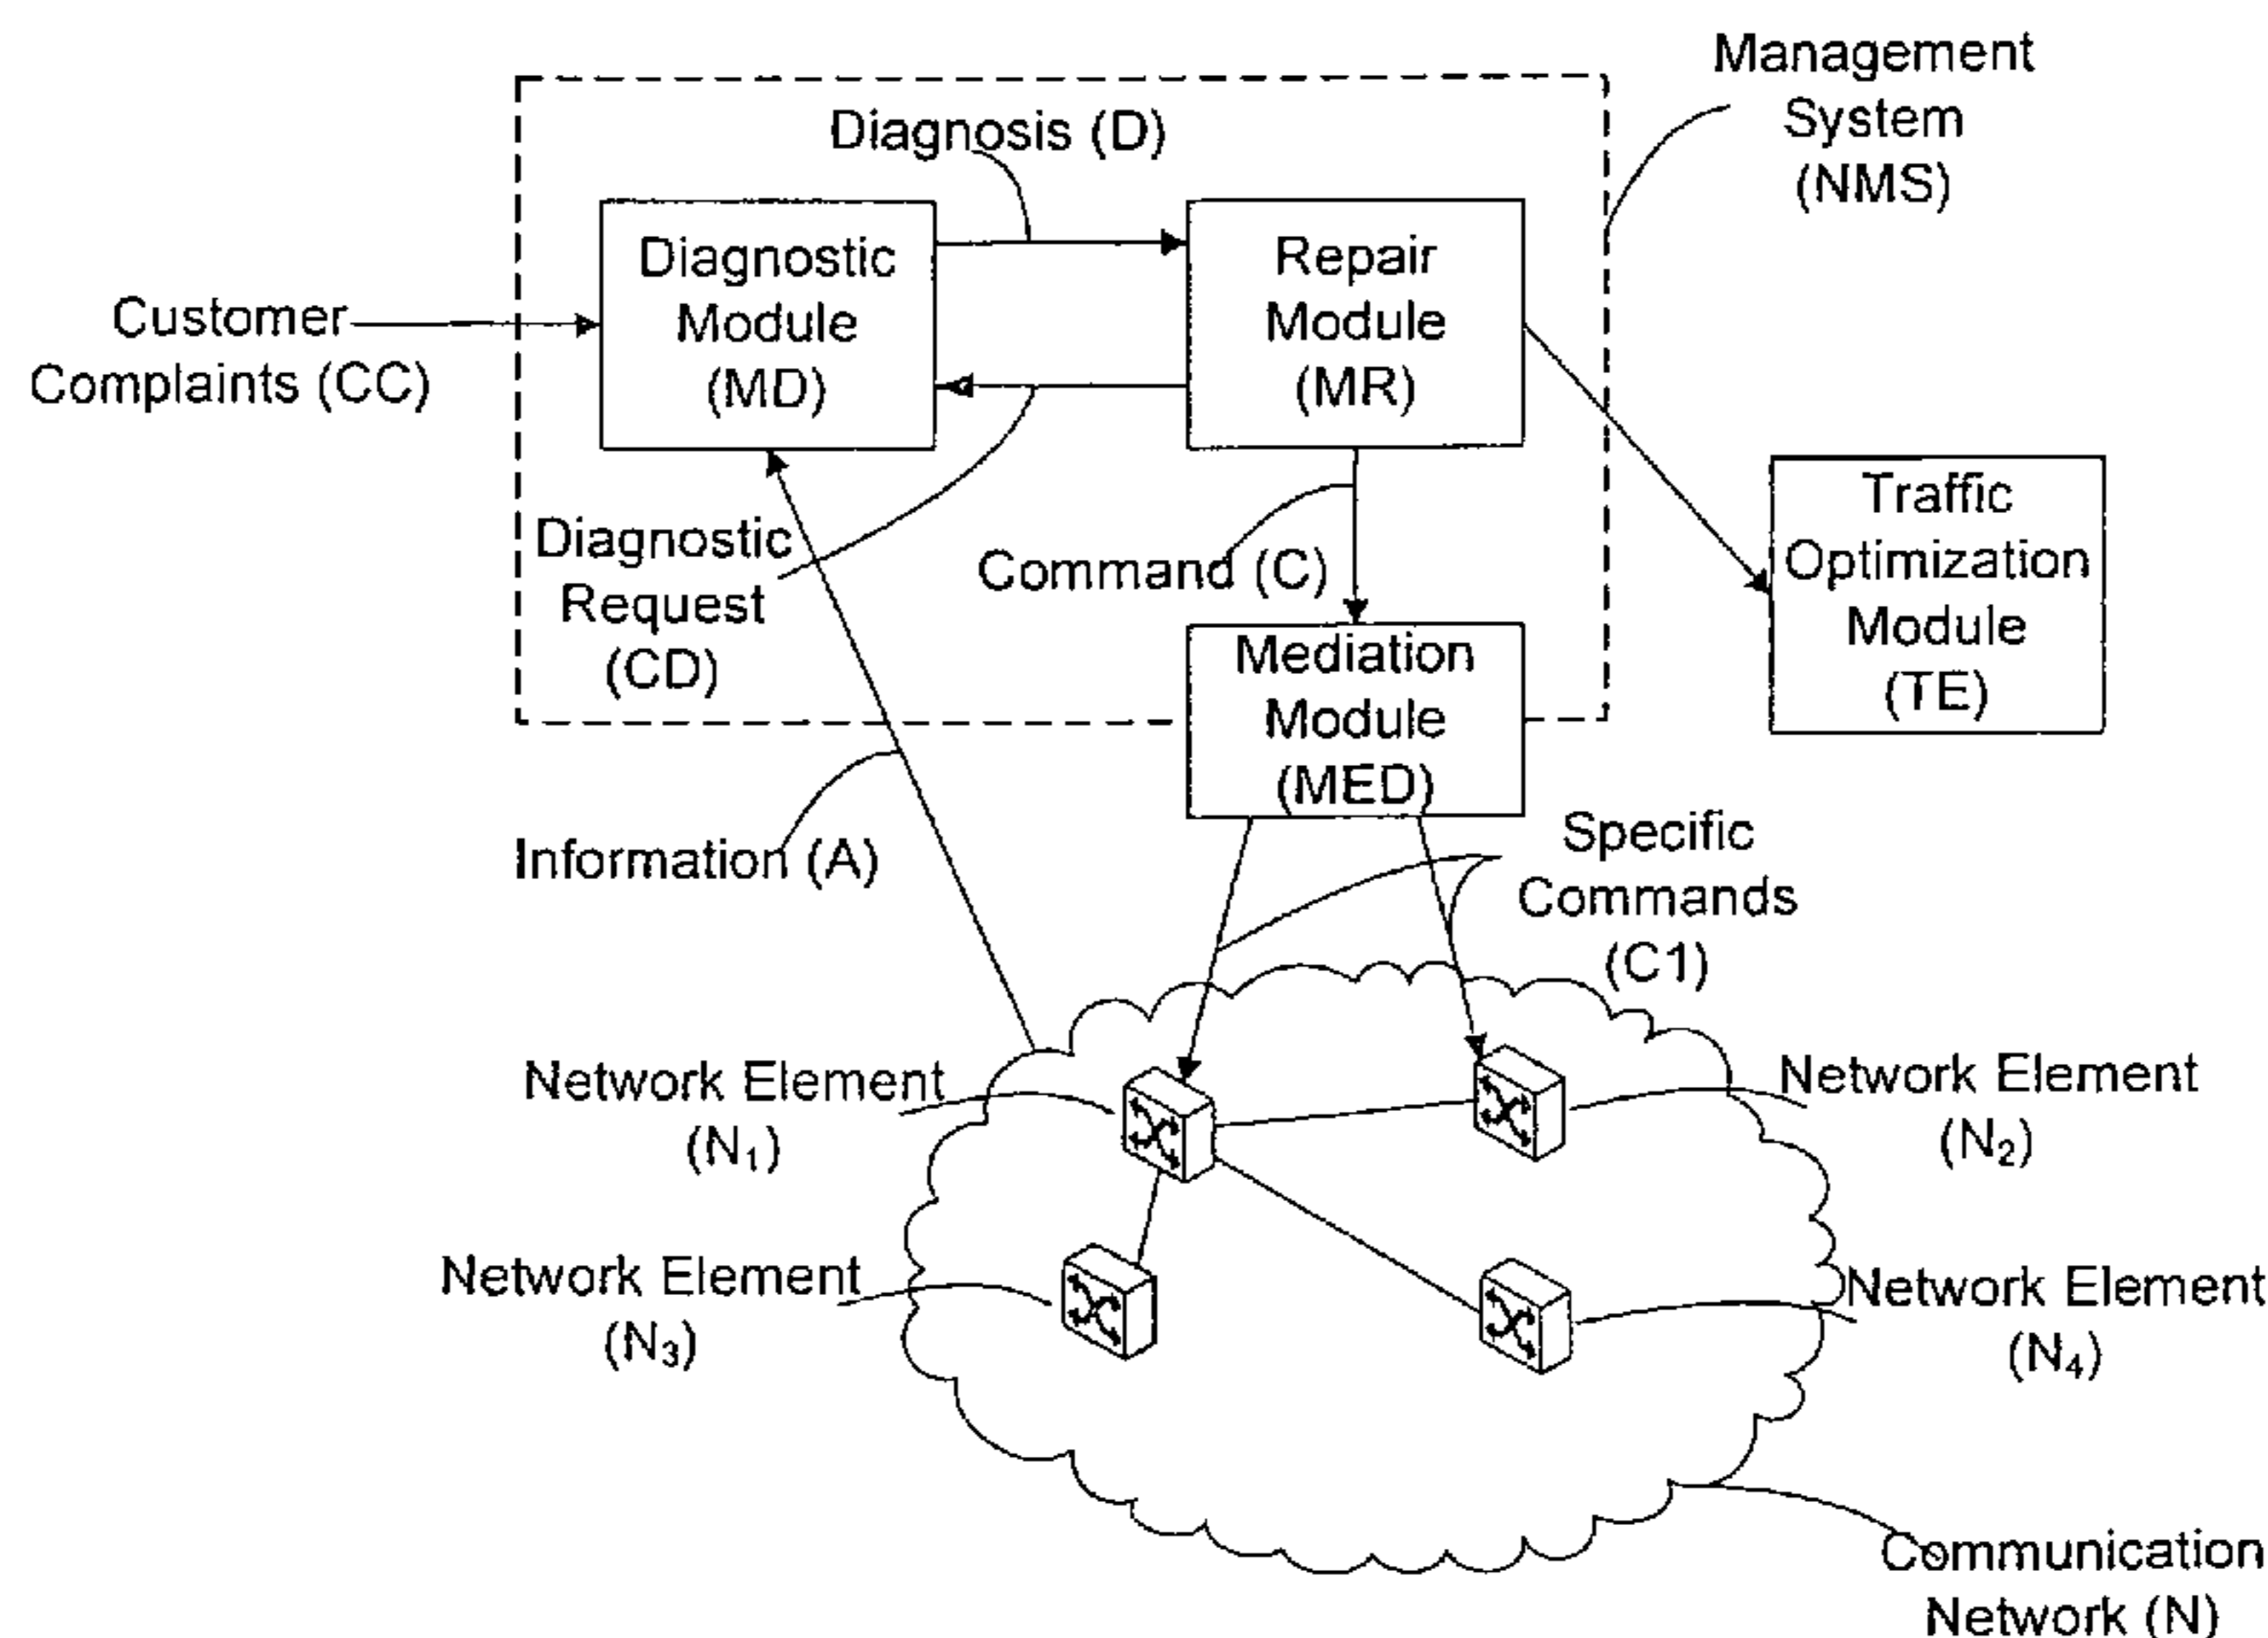 Management
System
(NMS)
Diagnosis (D)
Diagnostic
Module
(MD)
Repair
Module
(MR)
Customer
Complaints (CC)
Traffic
Optimization
Module
(TE)
Diagnostic
Request
(CD)
Command (C)
Mediation
Module
(MED)
Information (A)
Specific
Commands
(C1)
Network Element
(N₁)
Network Element
(N₂)
Network Element
(N₃)
Network Element
(N₄)
Communication
Network (N)